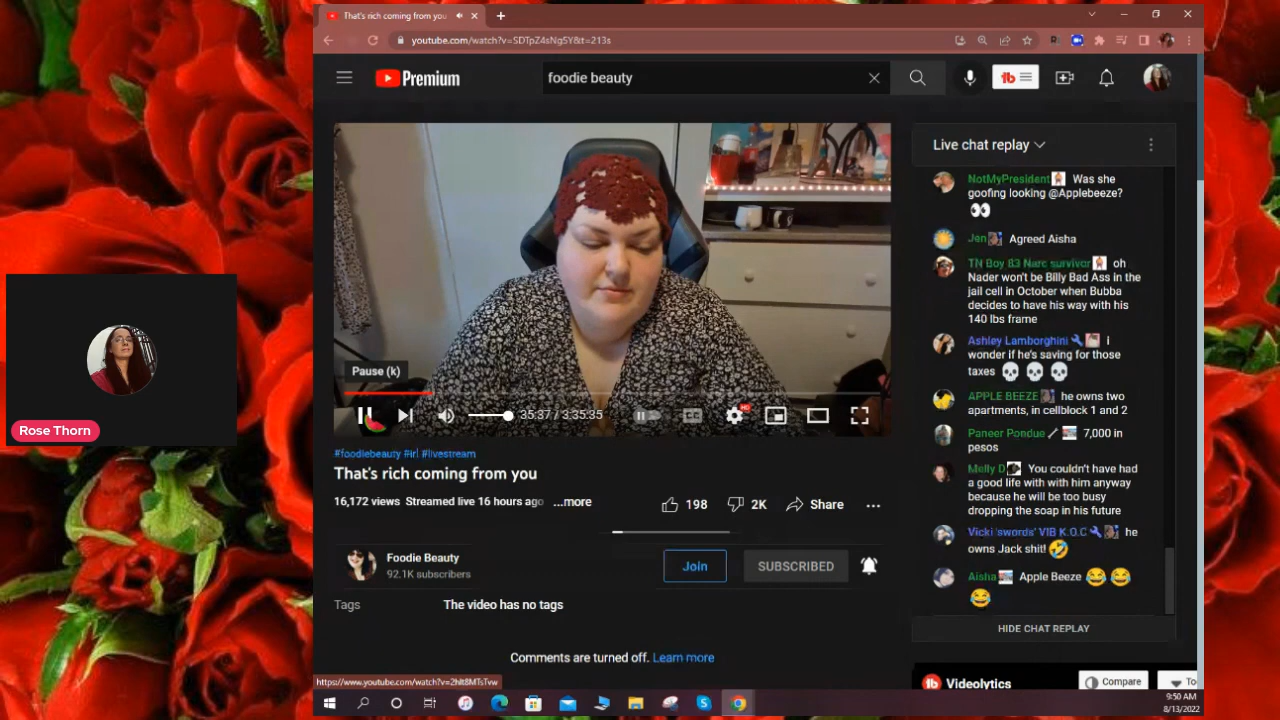 That's rich coming from you
youtube.com/watch?v=SDTpZ4sNg5Y&t=213s
Premium
foodie beauty
Pause (k)
35:37 / 3:35:35
CC
HD
#foodiebeauty #irl #livestream
That's rich coming from you
16,172 views Streamed live 16 hours ago ...more
198
2K
Share
Foodie Beauty
92.1K subscribers
Join
SUBSCRIBED
Tags
The video has no tags
Comments are turned off. Learn more
Live chat replay
NotMyPresident Was she
goofing looking @Applebeeze?
Jen Agreed Aisha
TN Boy 83 Narc survivor oh
Nader won't be Billy Bad Ass in the
jail cell in October when Bubba
decides to have his way with his
140 lbs frame
Ashley Lamborghini i
wonder if he's saving for those
taxes
APPLE BEEZE he owns two
apartments, in cellblock 1 and 2
Paneer Pondue 7,000 in
pesos
Melly D You couldn't have had
a good life with with him anyway
because he will be too busy
dropping the soap in his future
Vicki 'swords' VIB K.O.C he
owns Jack shit!
Aisha Apple Beeze
HIDE CHAT REPLAY
Videolytics
Compare
To
Rose Thorn
9:50 AM
8/13/2022